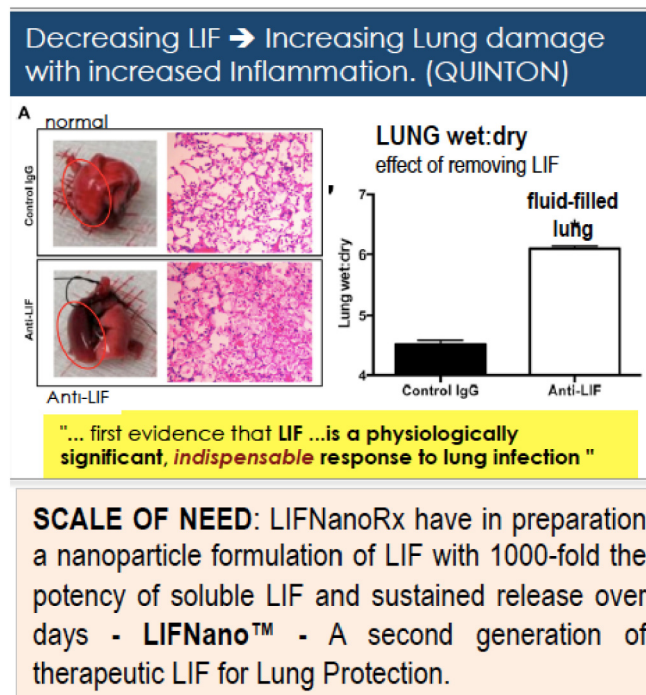 Decreasing LIF ➔ Increasing Lung damage
with increased Inflammation. (QUINTON)
A
normal
Control IgG
Anti-LIF
Anti-LIF
LUNG wet:dry
effect of removing LIF
7
6
5
4
Lung wet:dry
fluid-filled
lung
*
Control IgG
Anti-LIF
"... first evidence that LIF ...is a physiologically
significant, indispensable response to lung infection "
SCALE OF NEED: LIFNanoRx have in preparation
a nanoparticle formulation of LIF with 1000-fold the
potency of soluble LIF and sustained release over
days - LIFNano™ - A second generation of
therapeutic LIF for Lung Protection.